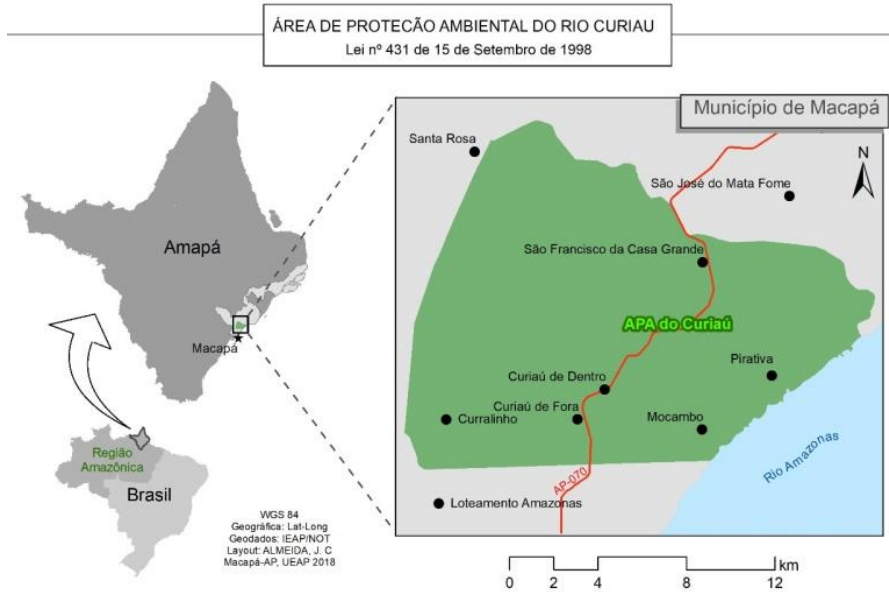 ÁREA DE PROTEÇÃO AMBIENTAL DO RIO CURIAU
Lei nº 431 de 15 de Setembro de 1998
Município de Macapá
Santa Rosa
N
São José do Mata Fome
Amapá
São Francisco da Casa Grande
APA do Curiaú
Macapá
Pirativa
Curiaú de Dentro
Curiaú de Fora
Curralinho
Mocambo
Rio Amazonas
Região
Amazônica
AP-070
Brasil
Loteamento Amazonas
WGS 84
Geográfica: Lat-Long
Geodados: IEAP/NOT
Layout: ALMEIDA, J. C
Macapá-AP, UEAP 2018
km
0 2 4 8 12